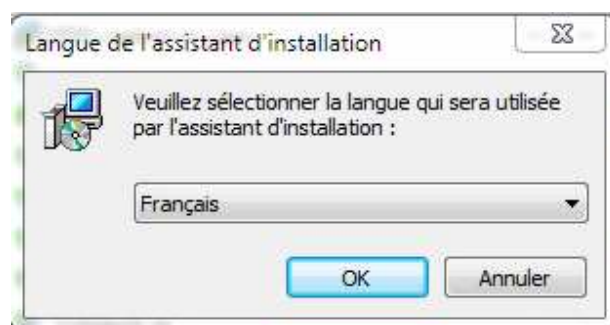 Langue de l'assistant d'installation
Veuillez sélectionner la langue qui sera utilisée
par l'assistant d'installation :
Français
OK
Annuler